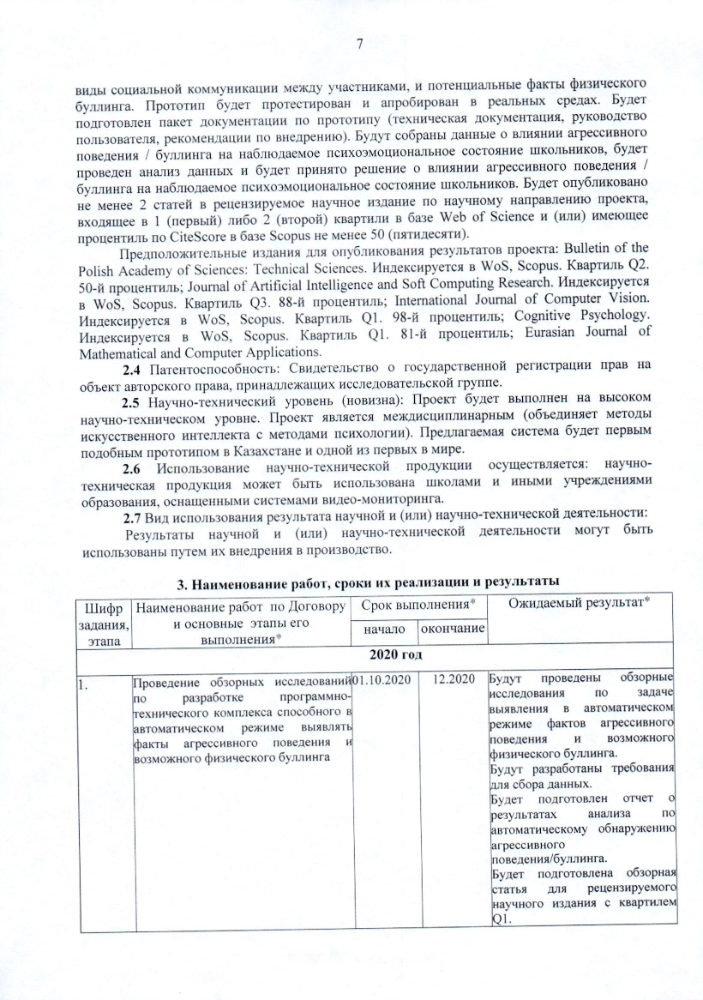 7
виды социальной коммуникации между участниками, и потенциальные факты физического
буллинга. Прототип будет протестирован и апробирован в реальных средах. Будет
подготовлен пакет документации по прототипу (техническая документация, руководство
пользователя, рекомендации по внедрению). Будут собраны данные о влиянии агрессивного
поведения / буллинга на наблюдаемое психоэмоциональное состояние школьников, будет
проведен анализ данных и будет принято решение о влиянии агрессивного поведения /
буллинга на наблюдаемое психоэмоциональное состояние школьников. Будет опубликовано
не менее 2 статей в рецензируемое научное издание по научному направлению проекта,
входящее в 1 (первый) либо 2 (второй) квартили в базе Web of Science и (или) имеющее
процентиль по CiteScore в базе Scopus не менее 50 (пятидесяти).
Предположительные издания для опубликования результатов проекта: Bulletin of the
Polish Academy of Sciences: Technical Sciences. Индексируется в WoS, Scopus. Квартиль Q2.
50-й процентиль; Journal of Artificial Intelligence and Soft Computing Research. Индексируется
в WoS, Scopus. Квартиль Q3. 88-й процентиль; International Journal of Computer Vision.
Индексируется в WoS, Scopus. Квартиль Q1. 98-й процентиль; Cognitive Psychology.
Индексируется в WoS, Scopus. Квартиль Q1. 81-й процентиль; Eurasian Journal of
Mathematical and Computer Applications.
2.4 Патентоспособность: Свидетельство о государственной регистрации прав на
объект авторского права, принадлежащих исследовательской группе.
2.5 Научно-технический уровень (новизна): Проект будет выполнен на высоком
научно-техническом уровне. Проект является междисциплинарным (объединяет методы
искусственного интеллекта с методами психологии). Предлагаемая система будет первым
подобным прототипом в Казахстане и одной из первых в мире.
2.6 Использование научно-технической продукции осуществляется: научно-
техническая продукция может быть использована школами и иными учреждениями
образования, оснащенными системами видео-мониторинга.
2.7 Вид использования результата научной и (или) научно-технической деятельности:
Результаты научной и (или) научно-технической деятельности могут быть
использованы путем их внедрения в производство.
3. Наименование работ, сроки их реализации и результаты
Шифр
задания,
этапа
Наименование работ по Договору
и основные этапы его
выполнения*
Срок выполнения*
начало
окончание
Ожидаемый результат*
2020 год
1.
Проведение обзорных исследований
по разработке программно-
технического комплекса способного в
автоматическом режиме выявлять
факты агрессивного поведения и
возможного физического буллинга
01.10.2020
12.2020
Будут проведены обзорные
исследования по задаче
выявления в автоматическом
режиме фактов агрессивного
поведения и возможного
физического буллинга.
Будут разработаны требования
для сбора данных.
Будет подготовлен отчет о
результатах анализа по
автоматическому обнаружению
агрессивного
поведения/буллинга.
Будет подготовлена обзорная
статья для рецензируемого
научного издания с квартилем
Q1.